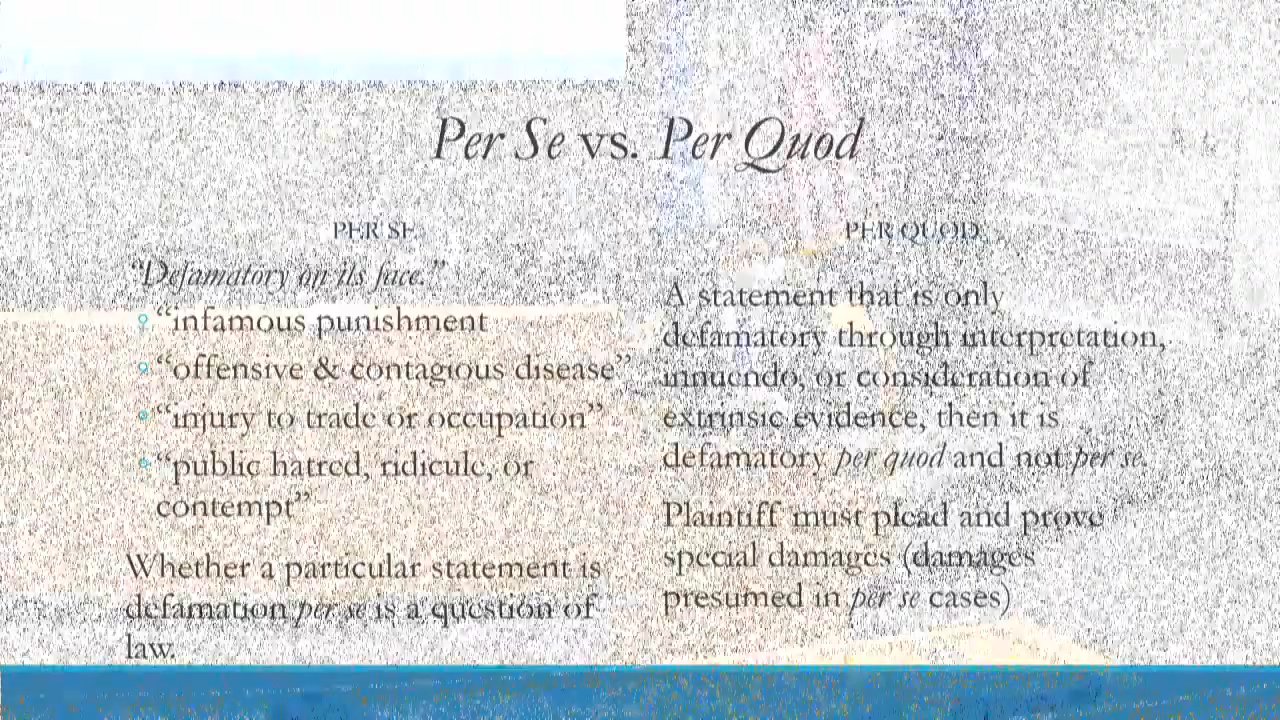 Per Se vs. Per Quod
PER SE
"Defamatory on its face."
"infamous punishment
"offensive & contagious disease"
"injury to trade or occupation"
"public hatred, ridicule, or
contempt"
Whether a particular statement is
defamation per se is a question of
law.
PER QUOD
A statement that is only
defamatory through interpretation,
innuendo, or consideration of
extrinsic evidence, then it is
defamatory per quod and not per se.
Plaintiff must plead and prove
special damages (damages
presumed in per se cases)